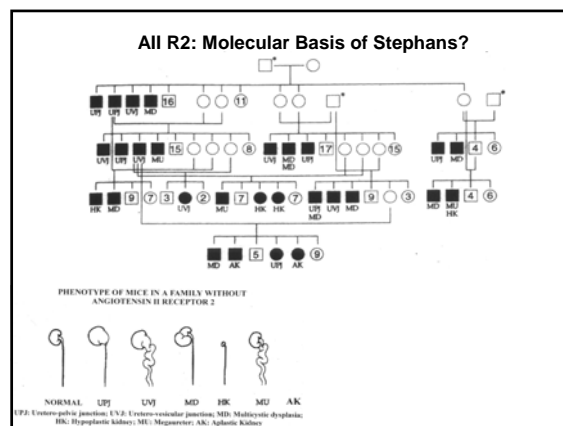 AII R2: Molecular Basis of Stephans?
* *
16 11
UPJ UPJ UVJ MD
15 8 17 15 4 6
UVJ UPJ UVJ MU UVJ MD UPJ UPJ MD
MD
9 7 3 2 7 7 9 3 4 6
HK MD UVJ MU HK HK UPJ UVJ MD MD MU
MD HK
5 9
MD AK UPJ AK
PHENOTYPE OF MICE IN A FAMILY WITHOUT
ANGIOTENSIN II RECEPTOR 2
NORMAL UPJ UVJ MD HK MU AK
UPJ: Uretero-pelvic junction; UVJ: Uretero-vesicular junction; MD: Multicystic dysplasia;
HK: Hypoplastic kidney; MU: Megaureter; AK: Aplastic Kidney